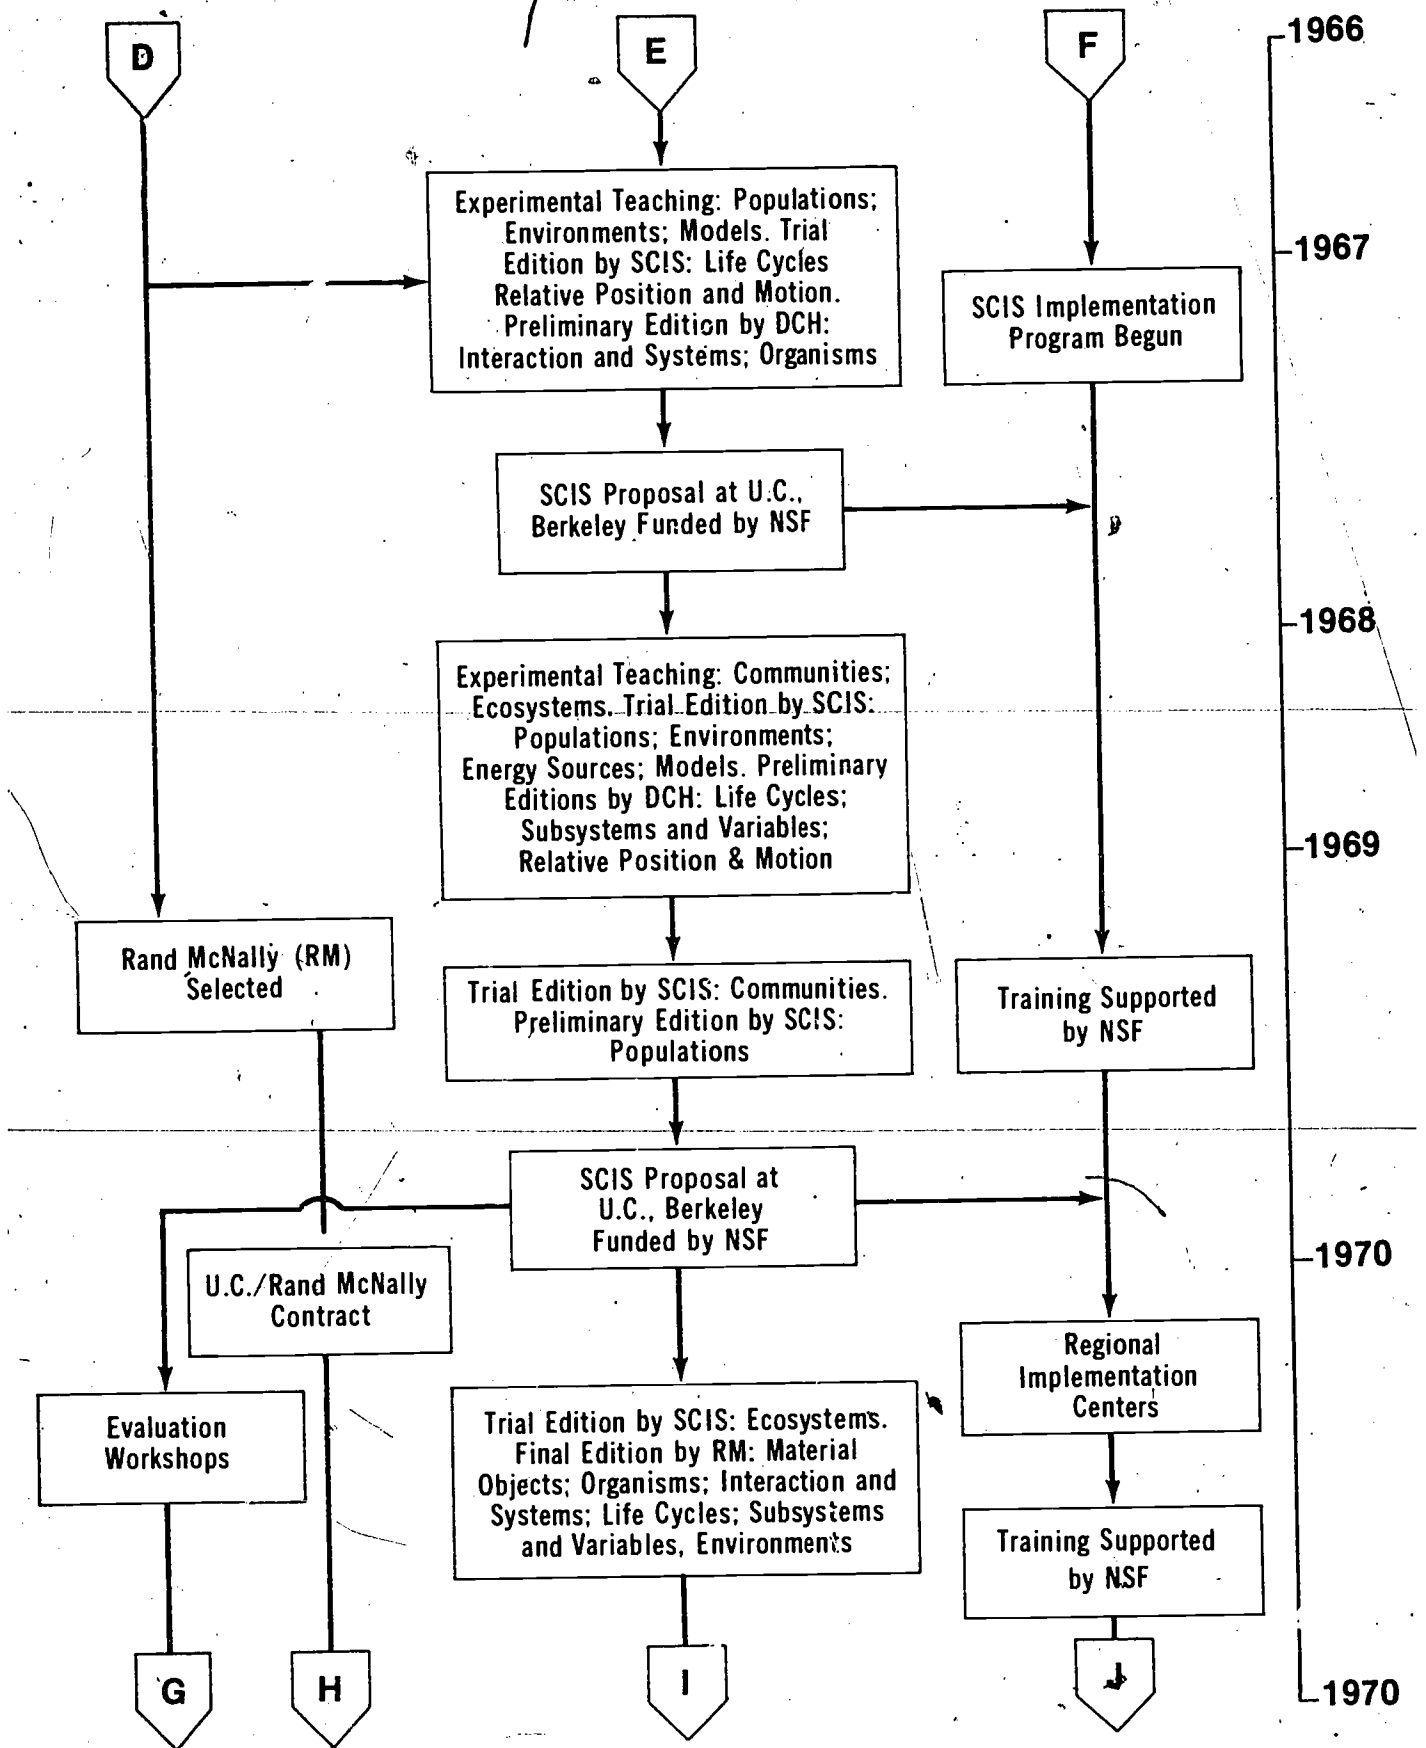 D
E
F
1966
Experimental Teaching: Populations;
Environments; Models. Trial
Edition by SCIS: Life Cycles
Relative Position and Motion.
Preliminary Edition by DCH:
Interaction and Systems; Organisms
1967
SCIS Implementation
Program Begun
SCIS Proposal at U.C.,
Berkeley Funded by NSF
1968
Experimental Teaching: Communities;
Ecosystems. Trial Edition by SCIS:
Populations; Environments;
Energy Sources; Models. Preliminary
Editions by DCH: Life Cycles;
Subsystems and Variables;
Relative Position & Motion
1969
Rand McNally (RM)
Selected
Trial Edition by SCIS: Communities.
Preliminary Edition by SCIS:
Populations
Training Supported
by NSF
SCIS Proposal at
U.C., Berkeley
Funded by NSF
1970
U.C./Rand McNally
Contract
Regional
Implementation
Centers
Evaluation
Workshops
Trial Edition by SCIS: Ecosystems.
Final Edition by RM: Material
Objects; Organisms; Interaction and
Systems; Life Cycles; Subsystems
and Variables, Environments
Training Supported
by NSF
G
H
I
J
1970